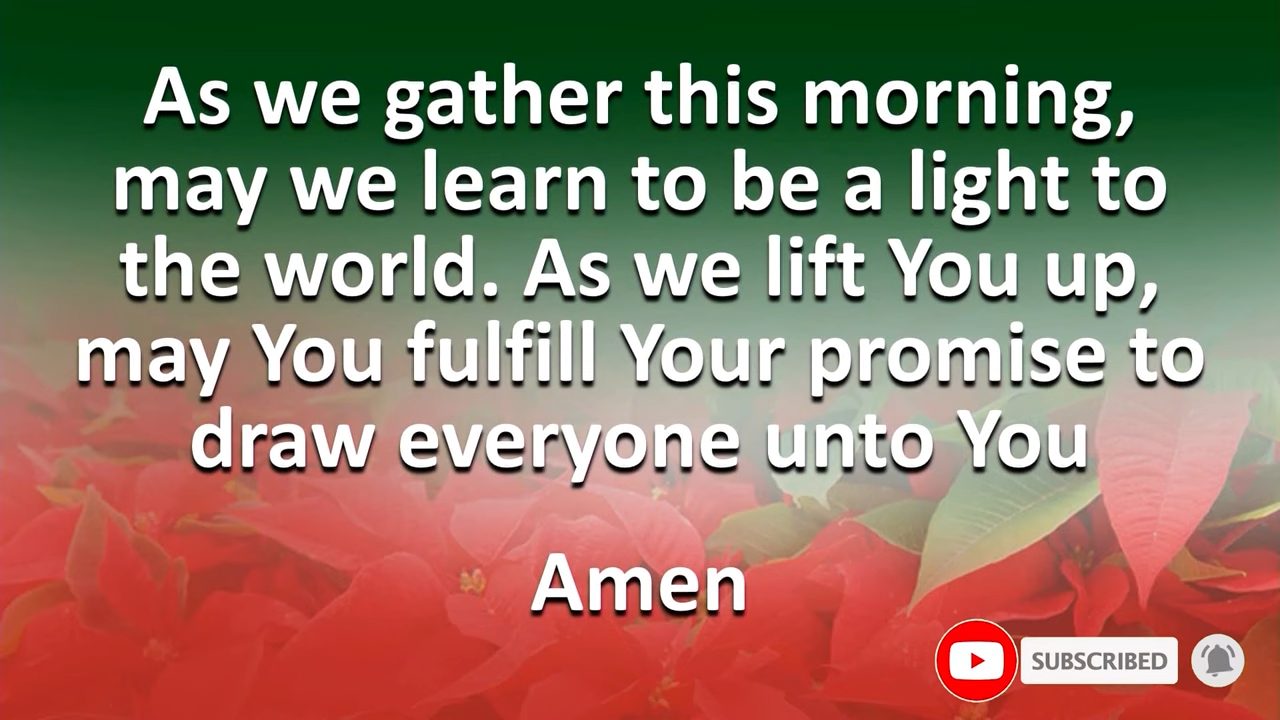 As we gather this morning,
may we learn to be a light to
the world. As we lift You up,
may You fulfill Your promise to
draw everyone unto You
Amen
SUBSCRIBED